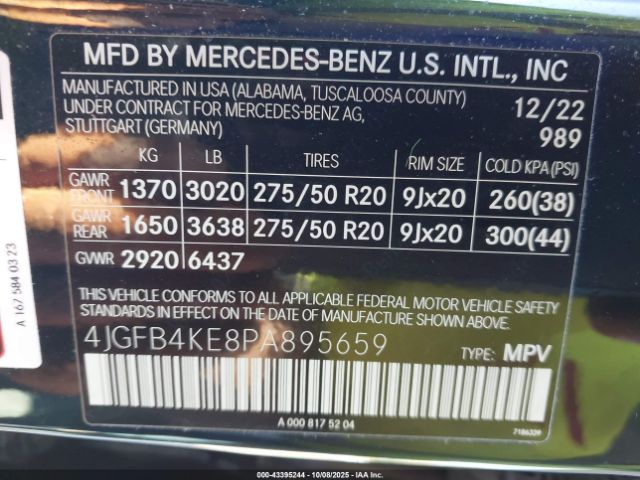 MFD BY MERCEDES-BENZ U.S. INTL., INC
MANUFACTURED IN USA (ALABAMA, TUSCALOOSA COUNTY) 12/22
UNDER CONTRACT FOR MERCEDES-BENZ AG,
STUTTGART (GERMANY) 989
KG LB TIRES RIM SIZE COLD KPA (PSI)
GAWR FRONT 1370 3020 275/50 R20 9Jx20 260(38)
GAWR REAR 1650 3638 275/50 R20 9Jx20 300(44)
GVWR 2920 6437
THIS VEHICLE CONFORMS TO ALL APPLICABLE FEDERAL MOTOR VEHICLE SAFETY
STANDARDS IN EFFECT ON THE DATE OF MANUFACTURE SHOWN ABOVE.
4JGFB4KE8PA895659 TYPE: MPV
A 000 817 52 04
7186339
A 167 584 03 23
000-43395244 - 10/08/2025 - IAA Inc.